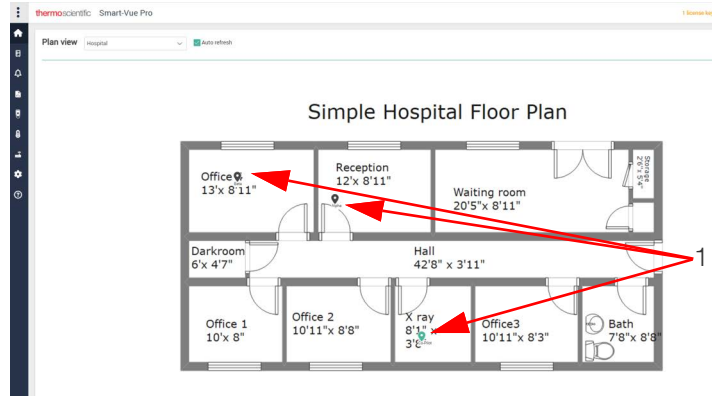 thermoscientific Smart-Vue Pro
1 license key
Plan view Hospital Auto refresh
Simple Hospital Floor Plan
Office
13'x 8'11"
Reception
12'x 8'11"
Waiting room
20'5"x 8'11"
Storage
2'6"x 5'4"
Darkroom
6'x 4'7"
Hall
42'8" x 3'11"
1
Office 1
10'x 8"
Office 2
10'11"x 8'8"
X ray
8'1" x
3'8
Office3
10'11"x 8'3"
Bath
7'8"x 8'8"